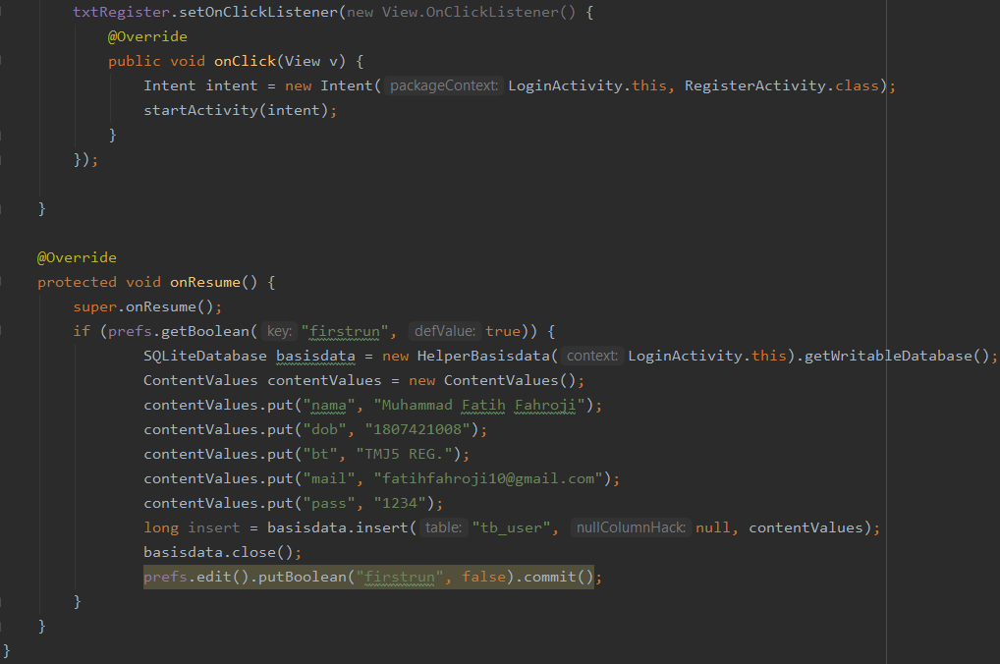 txtRegister.setOnClickListener(new View.OnClickListener() {
@Override
public void onClick(View v) {
Intent intent = new Intent( packageContext: LoginActivity.this, RegisterActivity.class);
startActivity(intent);
}
});
}
@Override
protected void onResume() {
super.onResume();
if (prefs.getBoolean( key: "firstrun", defValue: true)) {
SQLiteDatabase basisdata = new HelperBasisdata( context: LoginActivity.this).getWritableDatabase();
ContentValues contentValues = new ContentValues();
contentValues.put("nama", "Muhammad Fatih Fahroji");
contentValues.put("dob", "1807421008");
contentValues.put("bt", "TMJ5 REG.");
contentValues.put("mail", "fatihfahroji10@gmail.com");
contentValues.put("pass", "1234");
long insert = basisdata.insert( table: "tb_user", nullColumnHack: null, contentValues);
basisdata.close();
prefs.edit().putBoolean("firstrun", false).commit();
}
}
}